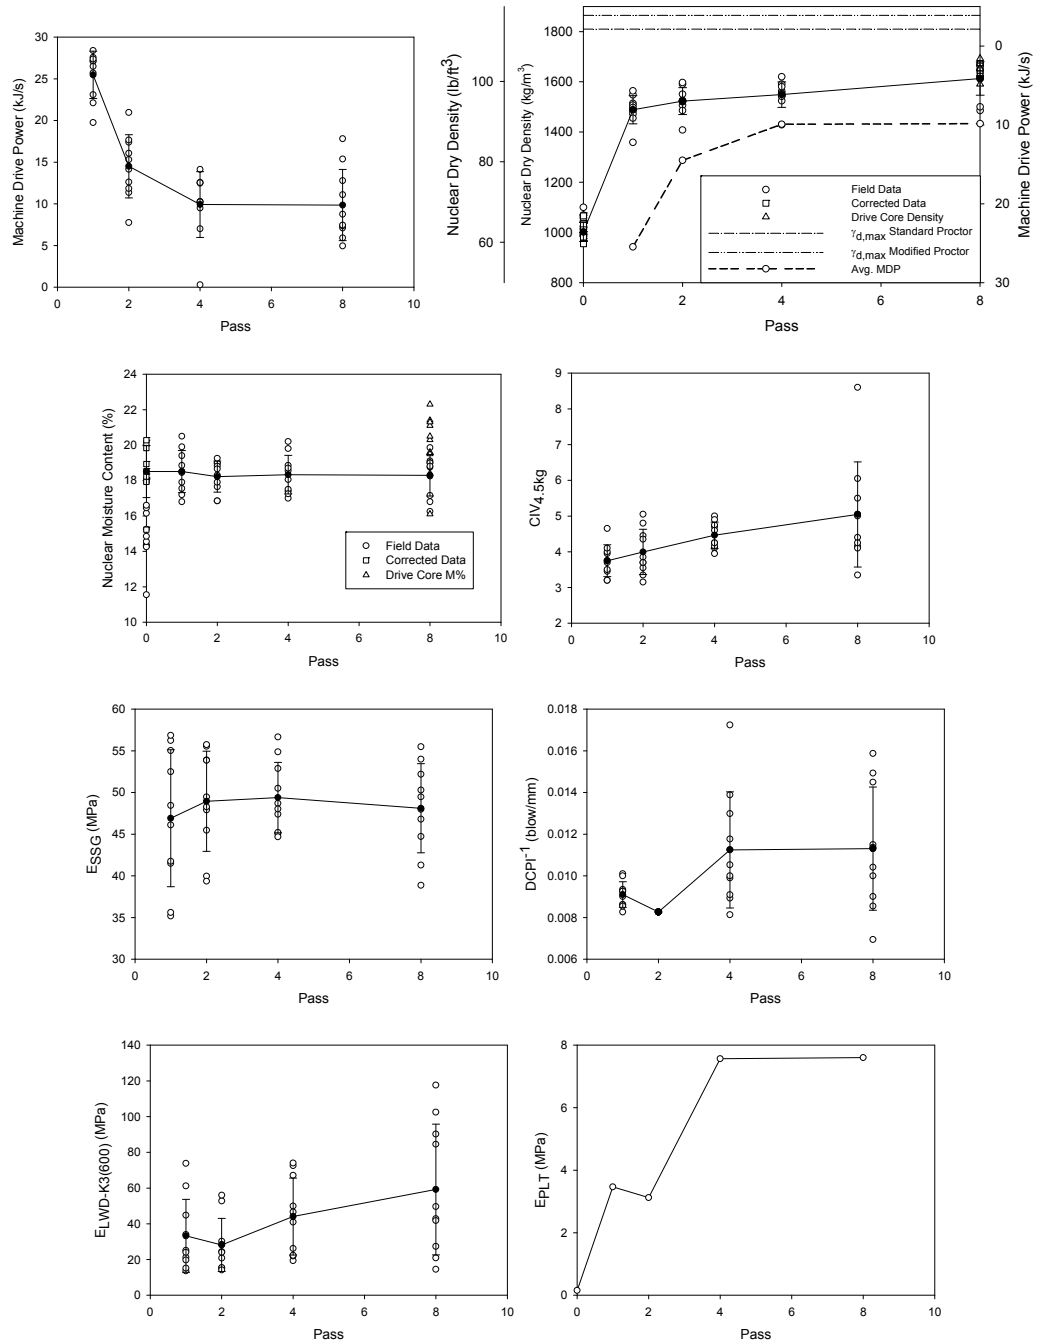 30
25
20
15
10
5
0
0 2 4 6 8 10
Machine Drive Power (kJ/s)
Pass
100
80
60
Nuclear Dry Density (lb/ft³)
1800
1600
1400
1200
1000
800
Nuclear Dry Density (kg/m³)
0
10
20
30
Machine Drive Power (kJ/s)
Field Data
Corrected Data
Drive Core Density
γd,max Standard Proctor
γd,max Modified Proctor
Avg. MDP
0 2 4 6 8
Pass
24
22
20
18
16
14
12
10
Nuclear Moisture Content (%)
Field Data
Corrected Data
Drive Core M%
0 2 4 6 8 10
Pass
9
8
7
6
5
4
3
2
CIV4.5kg
0 2 4 6 8 10
Pass
60
55
50
45
40
35
30
ESSG (MPa)
0 2 4 6 8 10
Pass
0.018
0.016
0.014
0.012
0.010
0.008
0.006
DCPI⁻¹ (blow/mm)
0 2 4 6 8 10
Pass
140
120
100
80
60
40
20
0
ELWD-K3(600) (MPa)
0 2 4 6 8 10
Pass
8
6
4
2
0
EPLT (MPa)
0 2 4 6 8 10
Pass